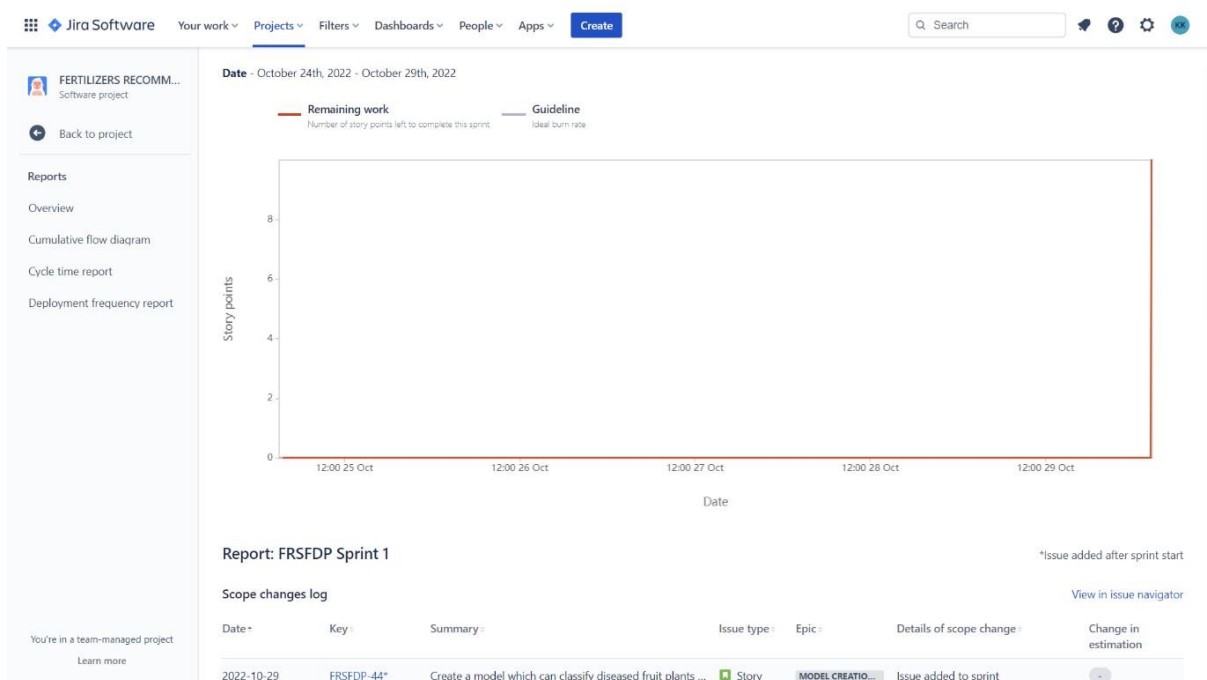 Jira Software Your work Projects Filters Dashboards People Apps Create Search KK
FERTILIZERS RECOMM...
Software project
Back to project
Reports
Overview
Cumulative flow diagram
Cycle time report
Deployment frequency report
You're in a team-managed project
Learn more
Date - October 24th, 2022 - October 29th, 2022
Remaining work
Number of story points left to complete this sprint
Guideline
Ideal burn rate
Story points
8
6
4
2
0
12:00 25 Oct 12:00 26 Oct 12:00 27 Oct 12:00 28 Oct 12:00 29 Oct
Date
Report: FRSFDP Sprint 1
*Issue added after sprint start
Scope changes log
View in issue navigator
Date Key Summary Issue type Epic Details of scope change Change in estimation
2022-10-29 FRSFDP-44* Create a model which can classify diseased fruit plants ... Story MODEL CREATIO... Issue added to sprint -